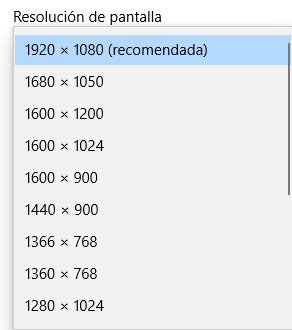 Resolución de pantalla
1920 × 1080 (recomendada)
1680 × 1050
1600 × 1200
1600 × 1024
1600 × 900
1440 × 900
1366 × 768
1360 × 768
1280 × 1024